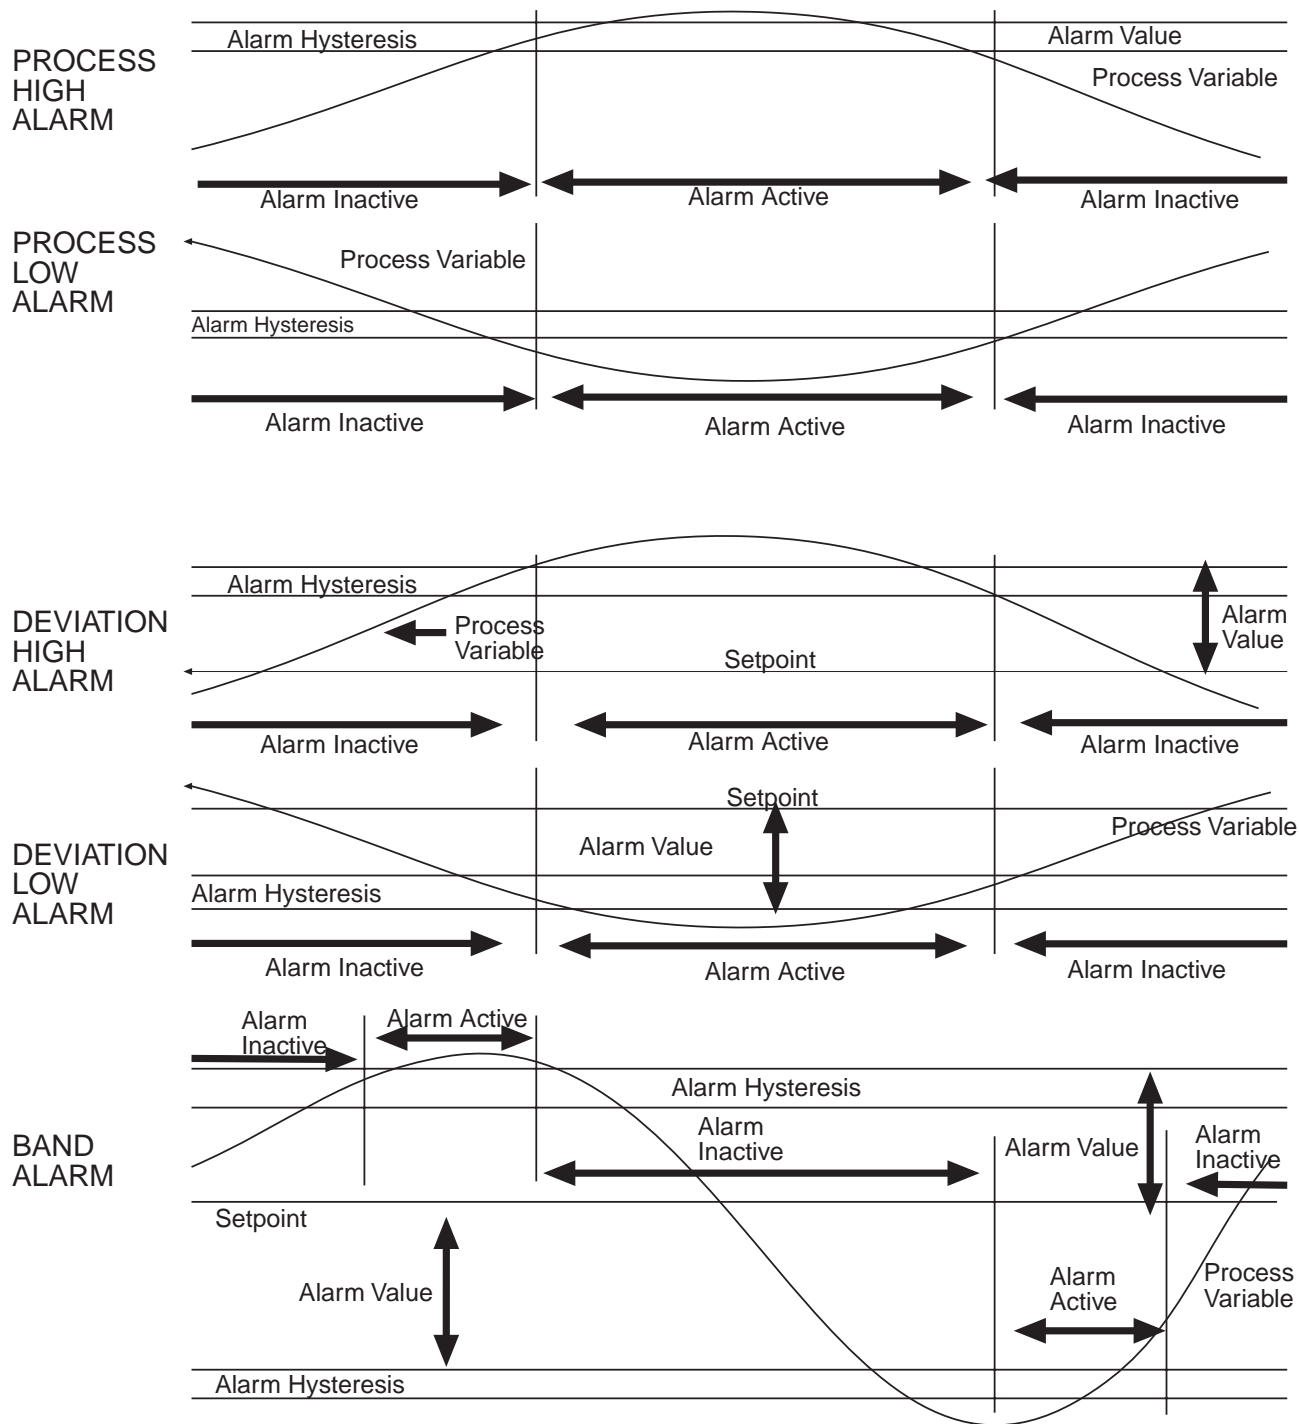 PROCESS
HIGH
ALARM
Alarm Hysteresis
Alarm Value
Process Variable
Alarm Inactive
Alarm Active
Alarm Inactive
PROCESS
LOW
ALARM
Process Variable
Alarm Hysteresis
Alarm Inactive
Alarm Active
Alarm Inactive
DEVIATION
HIGH
ALARM
Alarm Hysteresis
Process
Variable
Setpoint
Alarm
Value
Alarm Inactive
Alarm Active
Alarm Inactive
DEVIATION
LOW
ALARM
Setpoint
Alarm Value
Process Variable
Alarm Hysteresis
Alarm Inactive
Alarm Active
Alarm Inactive
BAND
ALARM
Alarm
Inactive
Alarm Active
Alarm Hysteresis
Alarm
Inactive
Alarm Value
Alarm
Inactive
Setpoint
Alarm Value
Alarm
Active
Process
Variable
Alarm Hysteresis